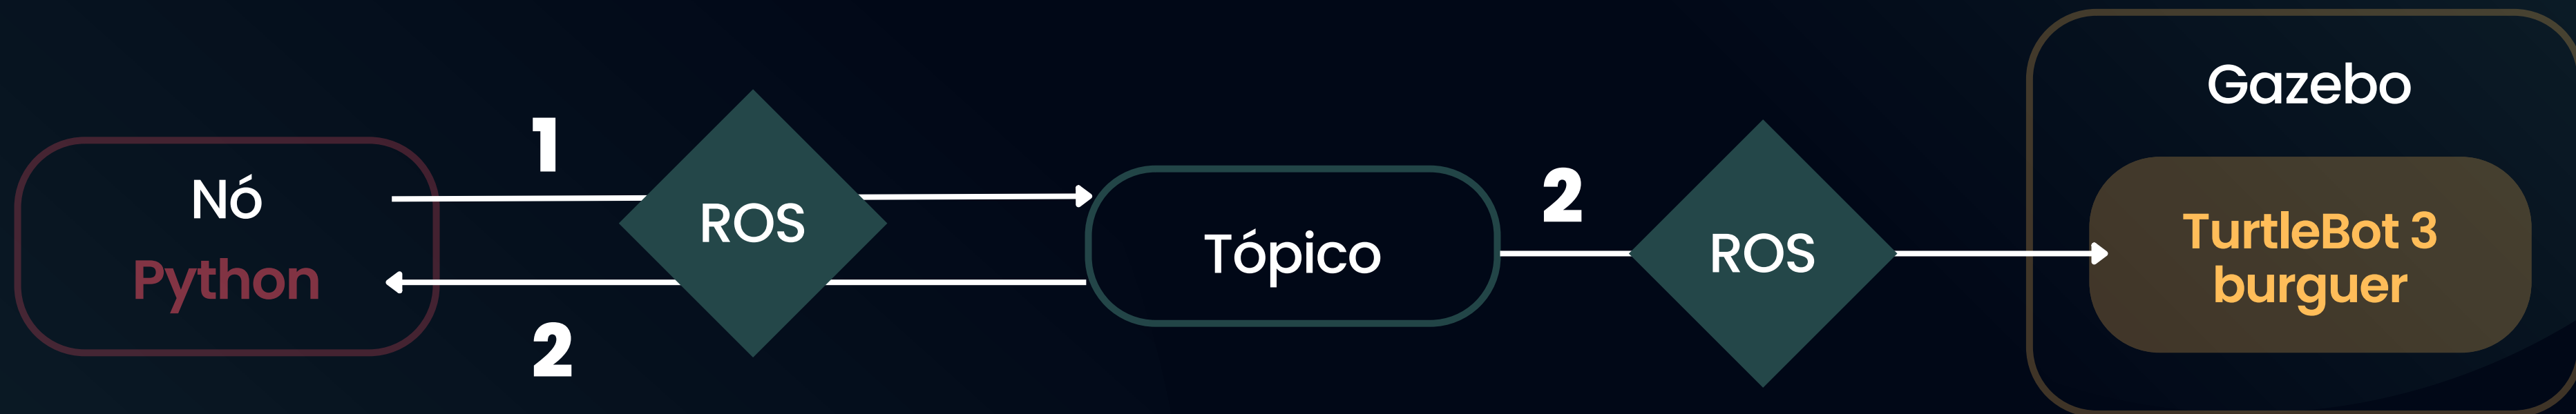 Nó
Python
1
2
ROS
Tópico
2
ROS
Gazebo
TurtleBot 3
burguer